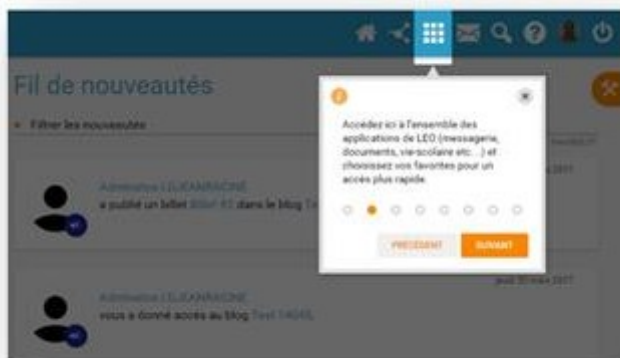 Fil de nouveautés
Filtrer les nouveautés
Accédez ici à l'ensemble des
applications de LEO (messagerie,
documents, vie-scolaire etc. ..) et
choisissez vos favorites pour un
accès plus rapide.
PRÉCÉDENT
SUIVANT
a publié un billet
dans le blog
jeudi 30 mars 2017
vous a donné accès au blog